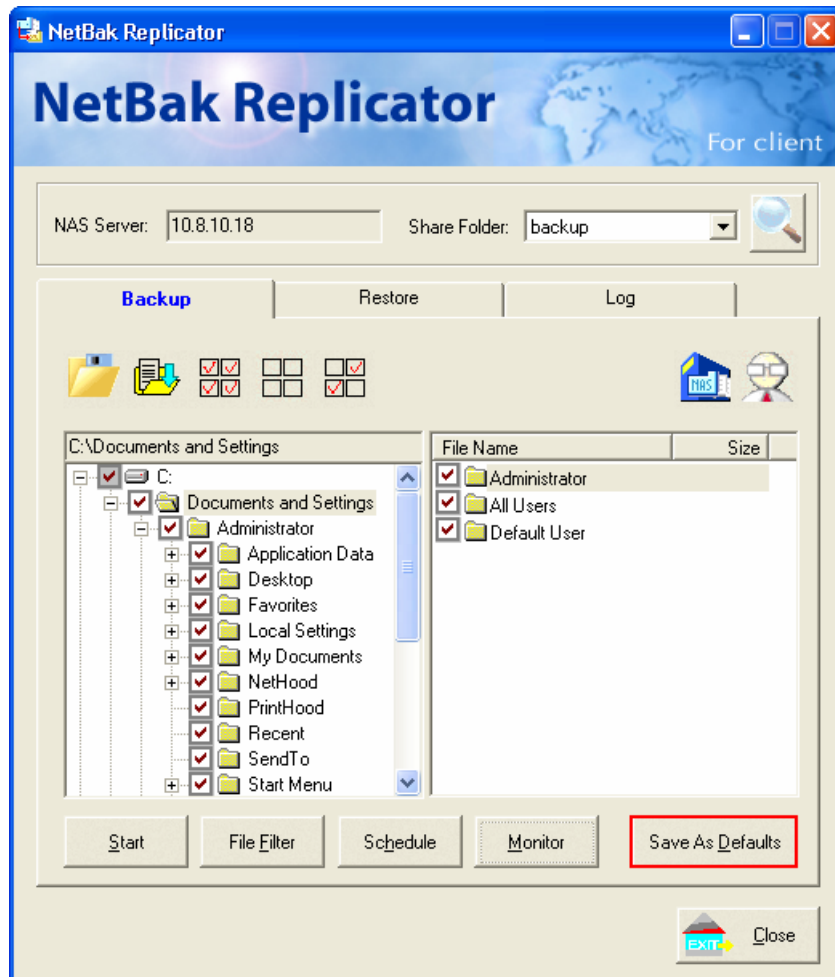 NetBak Replicator
NetBak Replicator
For client
NAS Server: 10.8.10.18 Share Folder: backup
Backup Restore Log
NAS
C:\Documents and Settings
C:
Documents and Settings
Administrator
Application Data
Desktop
Favorites
Local Settings
My Documents
NetHood
PrintHood
Recent
SendTo
Start Menu
File Name Size
Administrator
All Users
Default User
Start File Filter Schedule Monitor Save As Defaults
EXIT Close